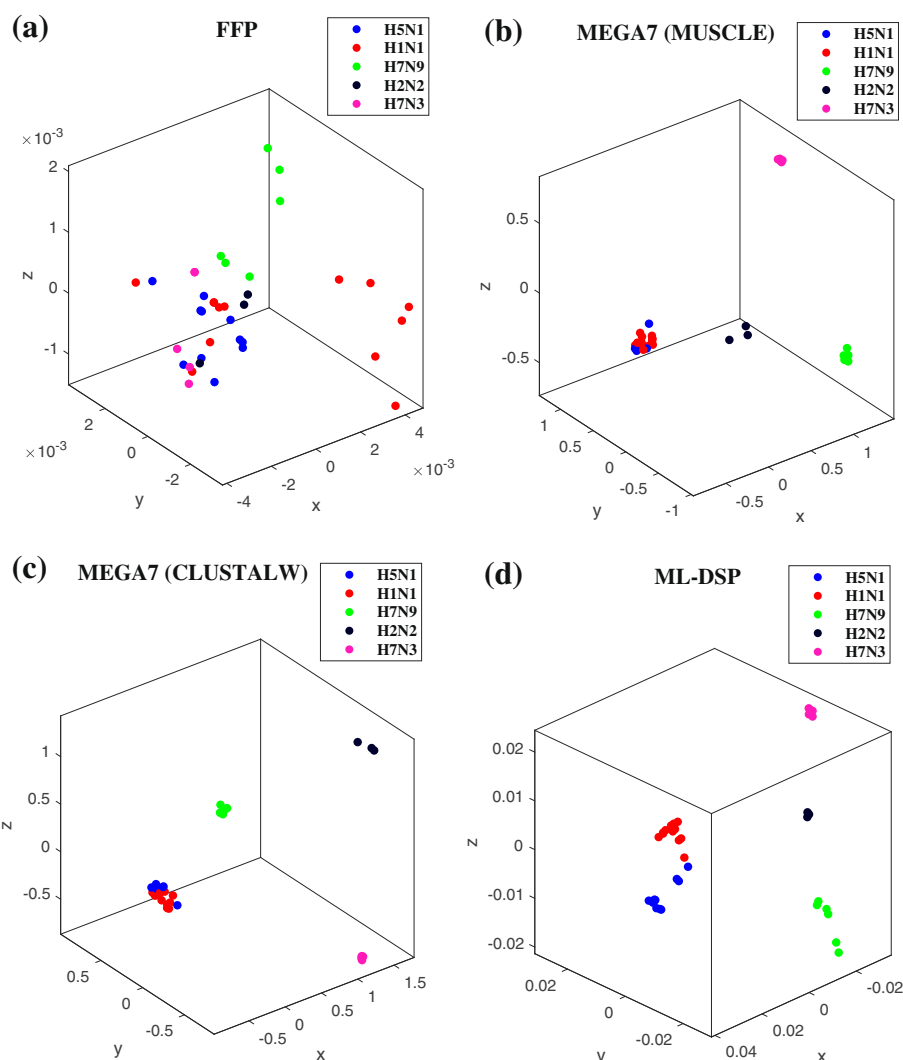 (a) FFP
H5N1
H1N1
H7N9
H2N2
H7N3
×10⁻³
2
1
0
-1
z
2
0
-2
×10⁻³
y
-4
-2
0
2
4
×10⁻³
x
(b) MEGA7 (MUSCLE)
H5N1
H1N1
H7N9
H2N2
H7N3
0.5
0
-0.5
z
1
0.5
0
-0.5
-1
y
-0.5
0
0.5
1
x
(c) MEGA7 (CLUSTALW)
H5N1
H1N1
H7N9
H2N2
H7N3
1
0.5
0
-0.5
z
0.5
0
-0.5
y
-0.5
0
0.5
1
1.5
x
(d) ML-DSP
H5N1
H1N1
H7N9
H2N2
H7N3
0.02
0.01
0
-0.01
-0.02
z
0.02
0
-0.02
y
0.04
0.02
0
-0.02
x